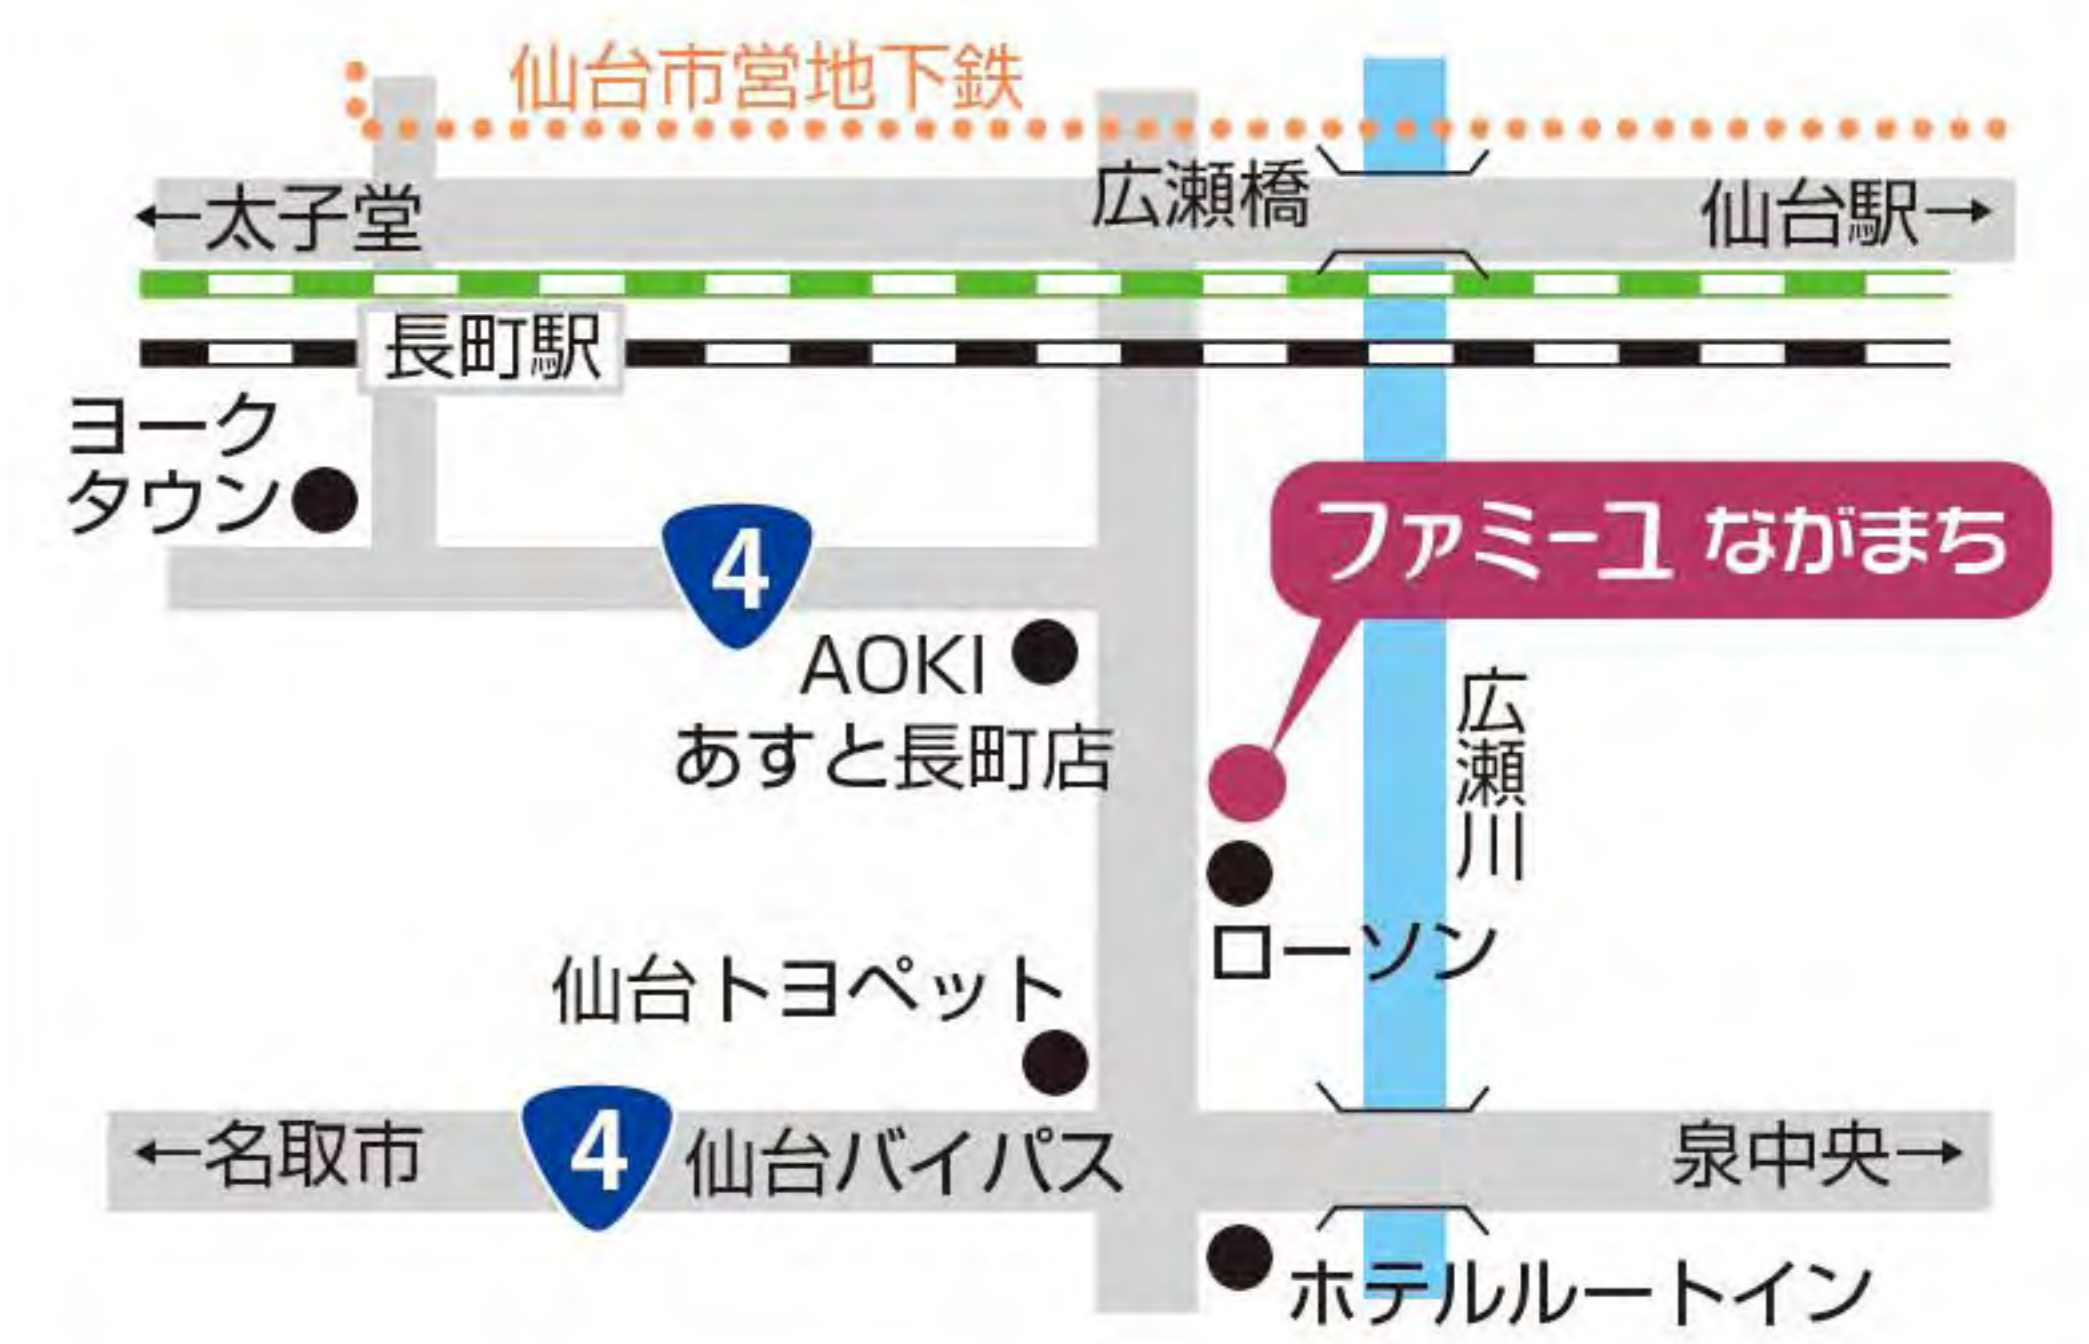 仙台市営地下鉄
←太子堂
広瀬橋
仙台駅→
長町駅
ヨーク
タウン
4
ファミーユ ながまち
AOKI
あすと長町店
広瀬川
ローソン
仙台トヨペット
←名取市
4
仙台バイパス
泉中央→
ホテルルートイン